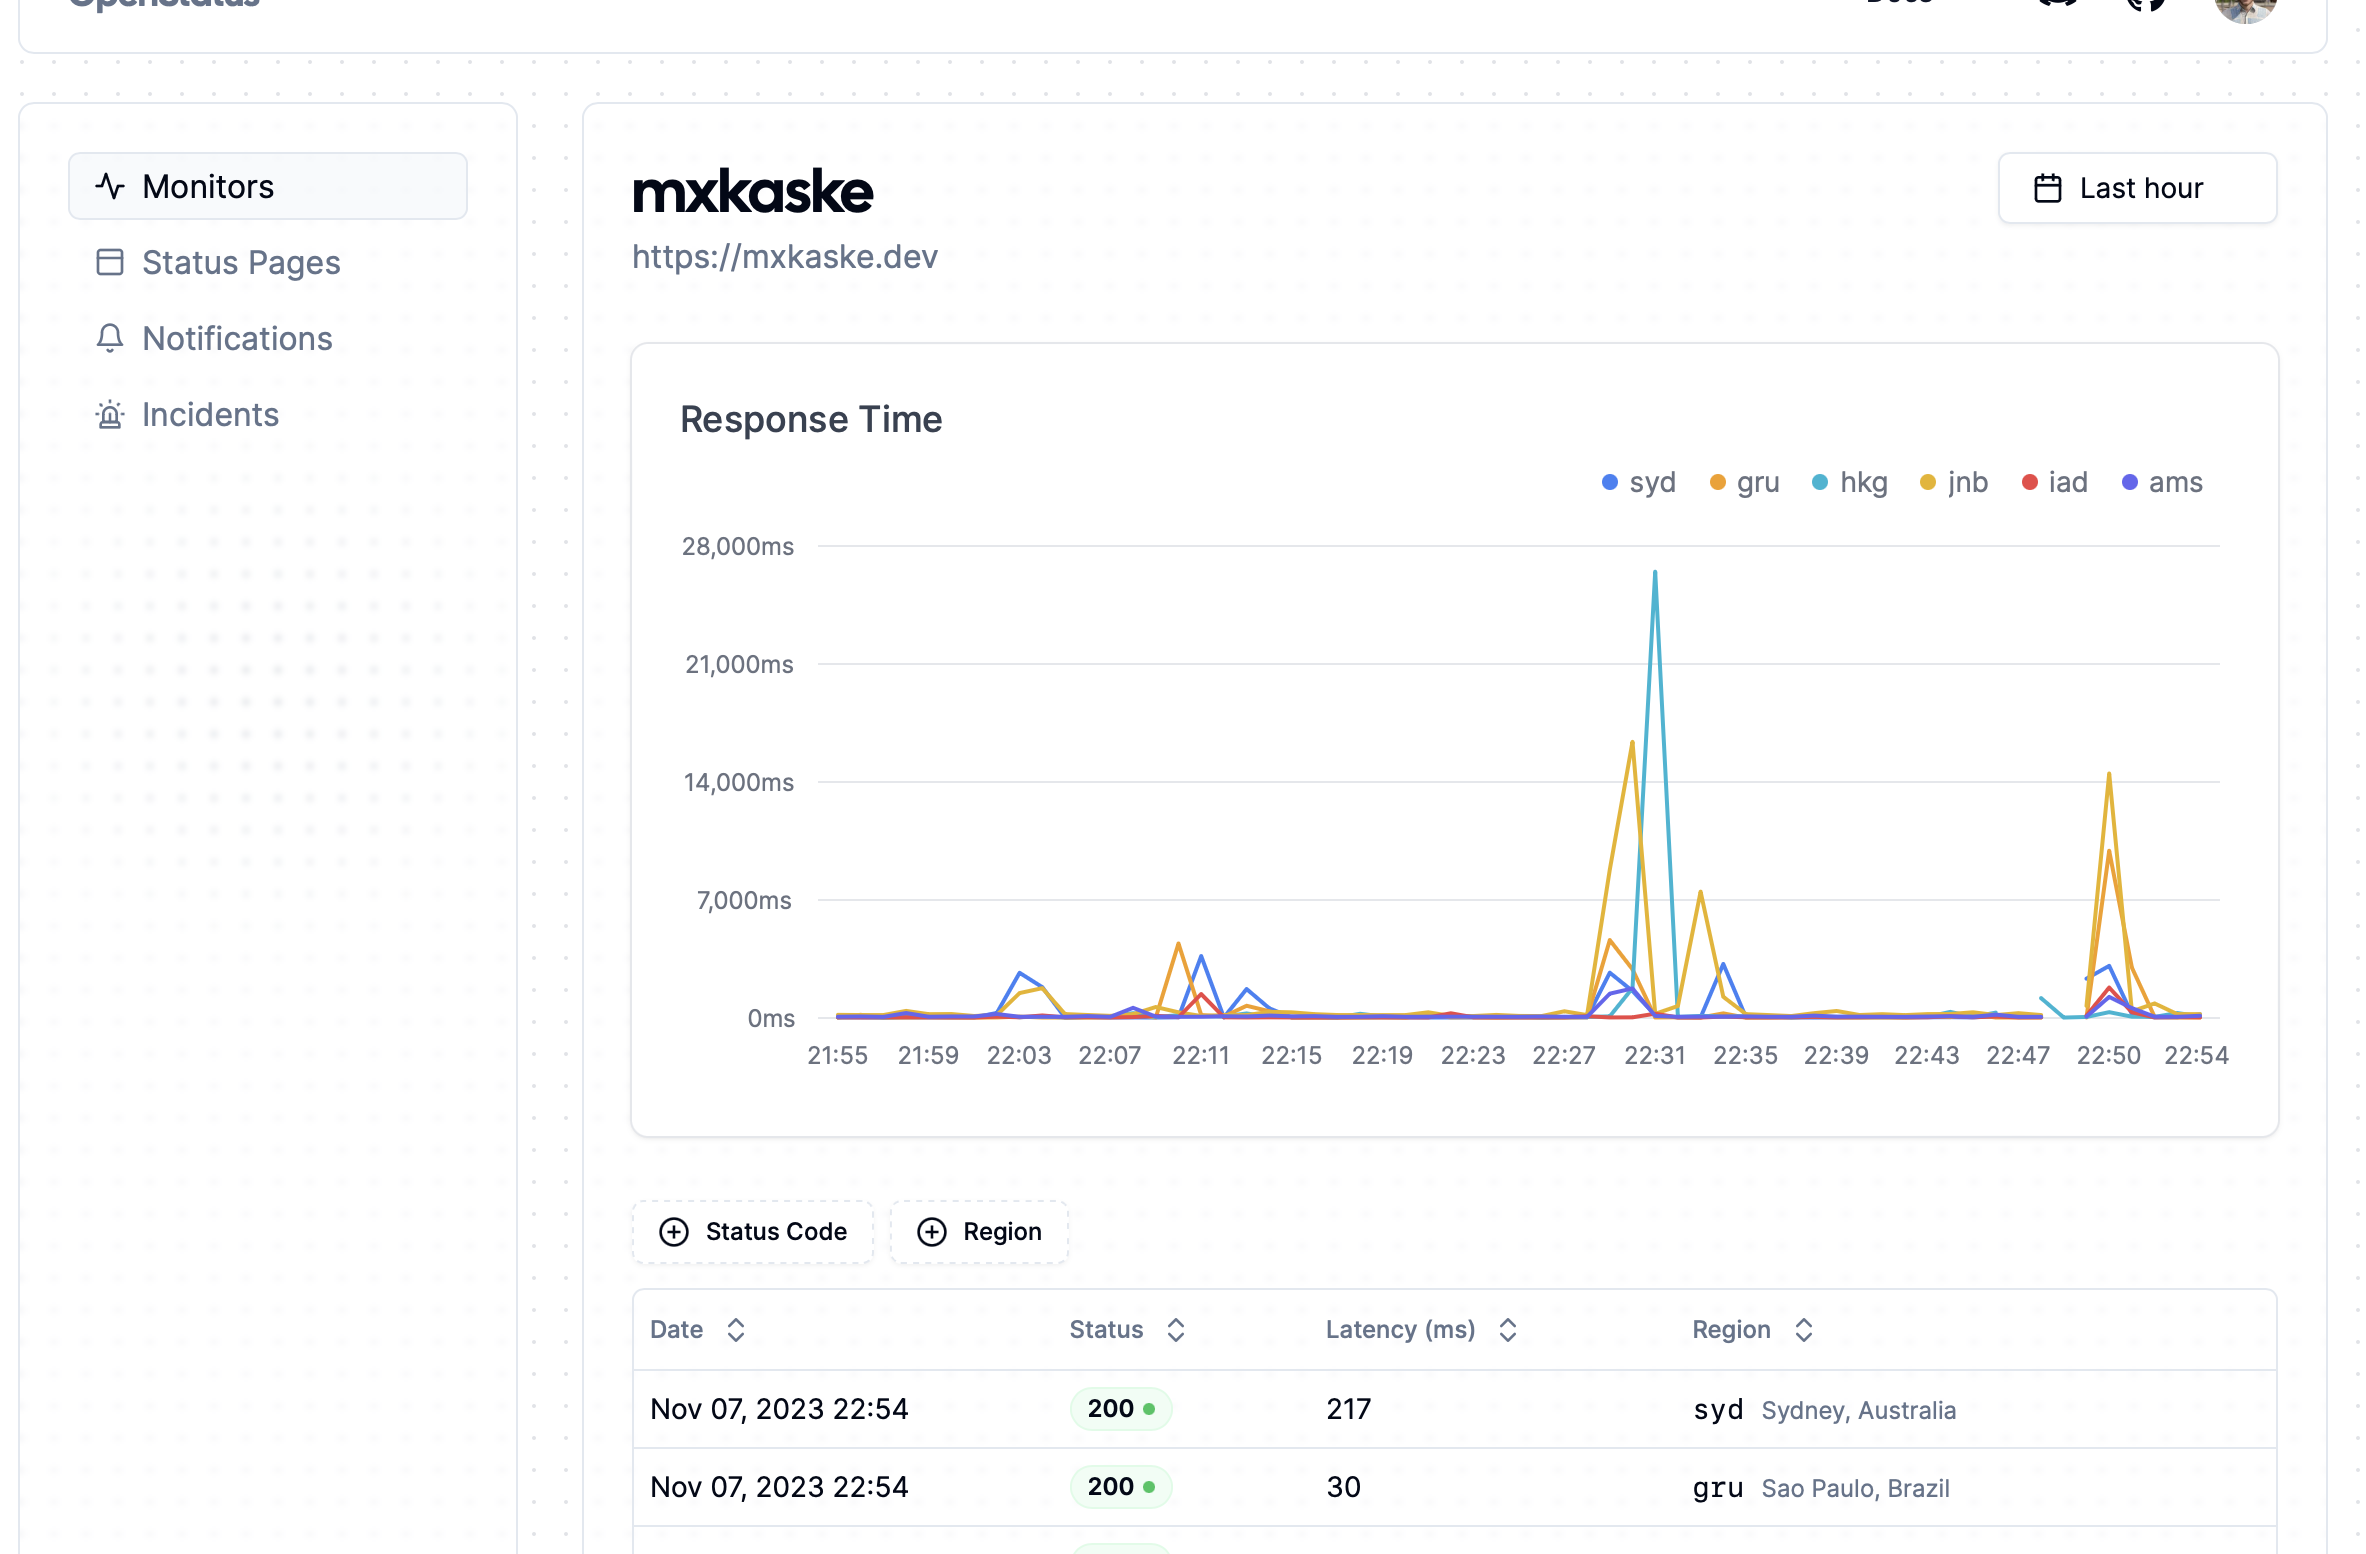 OpenStatus
Docs
Monitors
Status Pages
Notifications
Incidents
mxkaske
https://mxkaske.dev
Last hour
Response Time
syd gru hkg jnb iad ams
28,000ms
21,000ms
14,000ms
7,000ms
0ms
21:55 21:59 22:03 22:07 22:11 22:15 22:19 22:23 22:27 22:31 22:35 22:39 22:43 22:47 22:50 22:54
Status Code Region
Date Status Latency (ms) Region
Nov 07, 2023 22:54 200 217 syd Sydney, Australia
Nov 07, 2023 22:54 200 30 gru Sao Paulo, Brazil